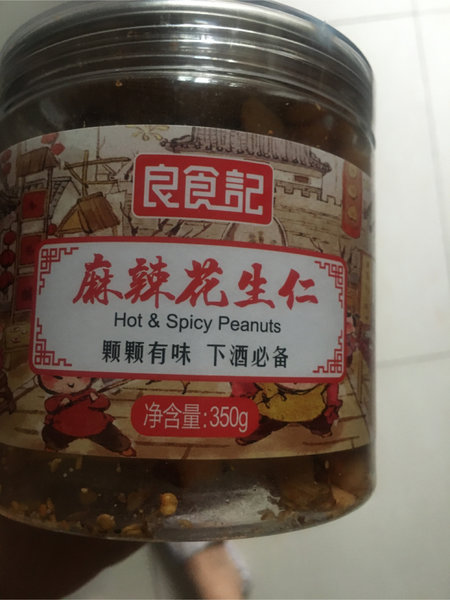 良食記
麻辣花生仁
Hot & Spicy Peanuts
颗颗有味 下酒必备
净含量:350g